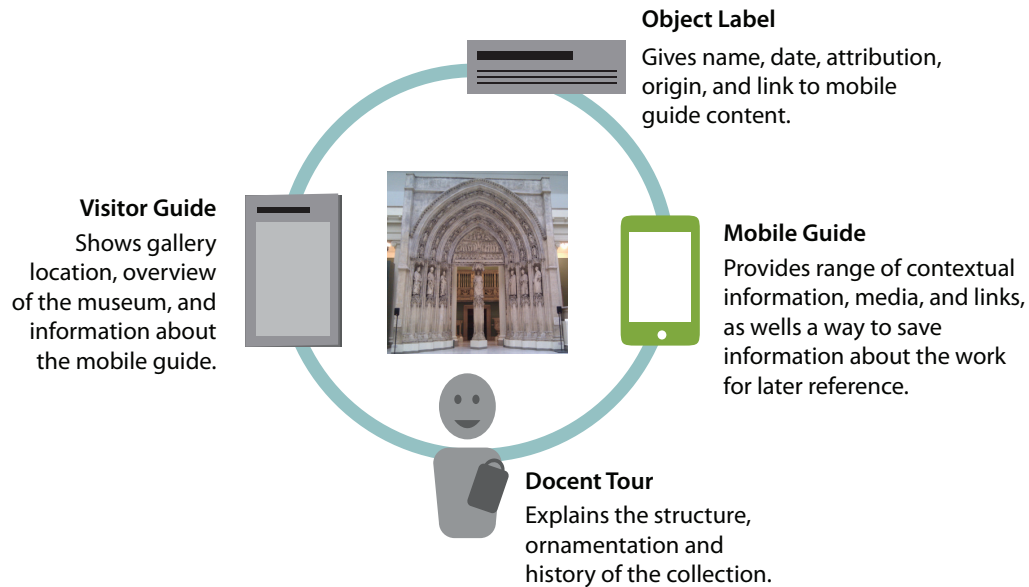 Object Label
Gives name, date, attribution,
origin, and link to mobile
guide content.
Visitor Guide
Shows gallery
location, overview
of the museum, and
information about
the mobile guide.
Mobile Guide
Provides range of contextual
information, media, and links,
as wells a way to save
information about the work
for later reference.
Docent Tour
Explains the structure,
ornamentation and
history of the collection.